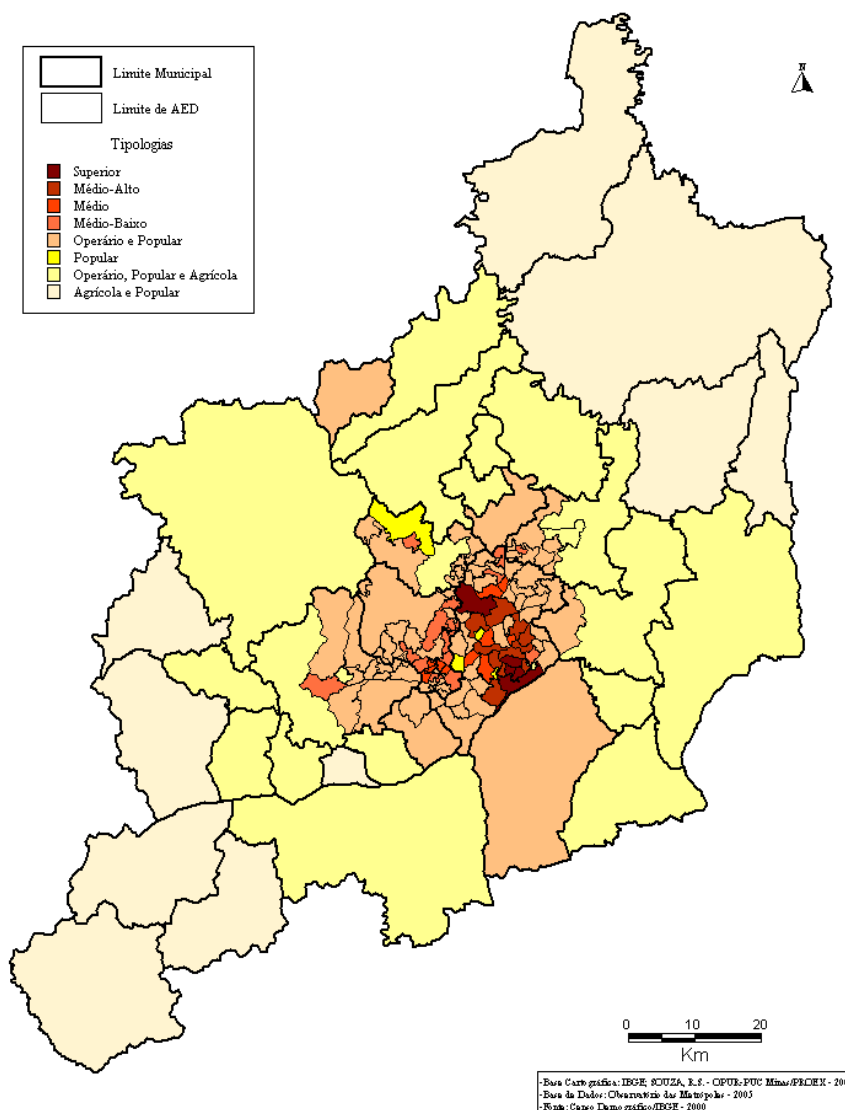 Limite Municipal
Limite de AED
Tipologias
Superior
Médio-Alto
Médio
Médio-Baixo
Operário e Popular
Popular
Operário, Popular e Agrícola
Agrícola e Popular
N
0 10 20
Km
-Base Cartográfica: IBGE; SOUZA, R.S. - OPUR-PUC Minas/PROEX - 200
-Base de Dados: Observatório das Metrópoles - 2005
-Fonte: Censo Demográfico/IBGE - 2000